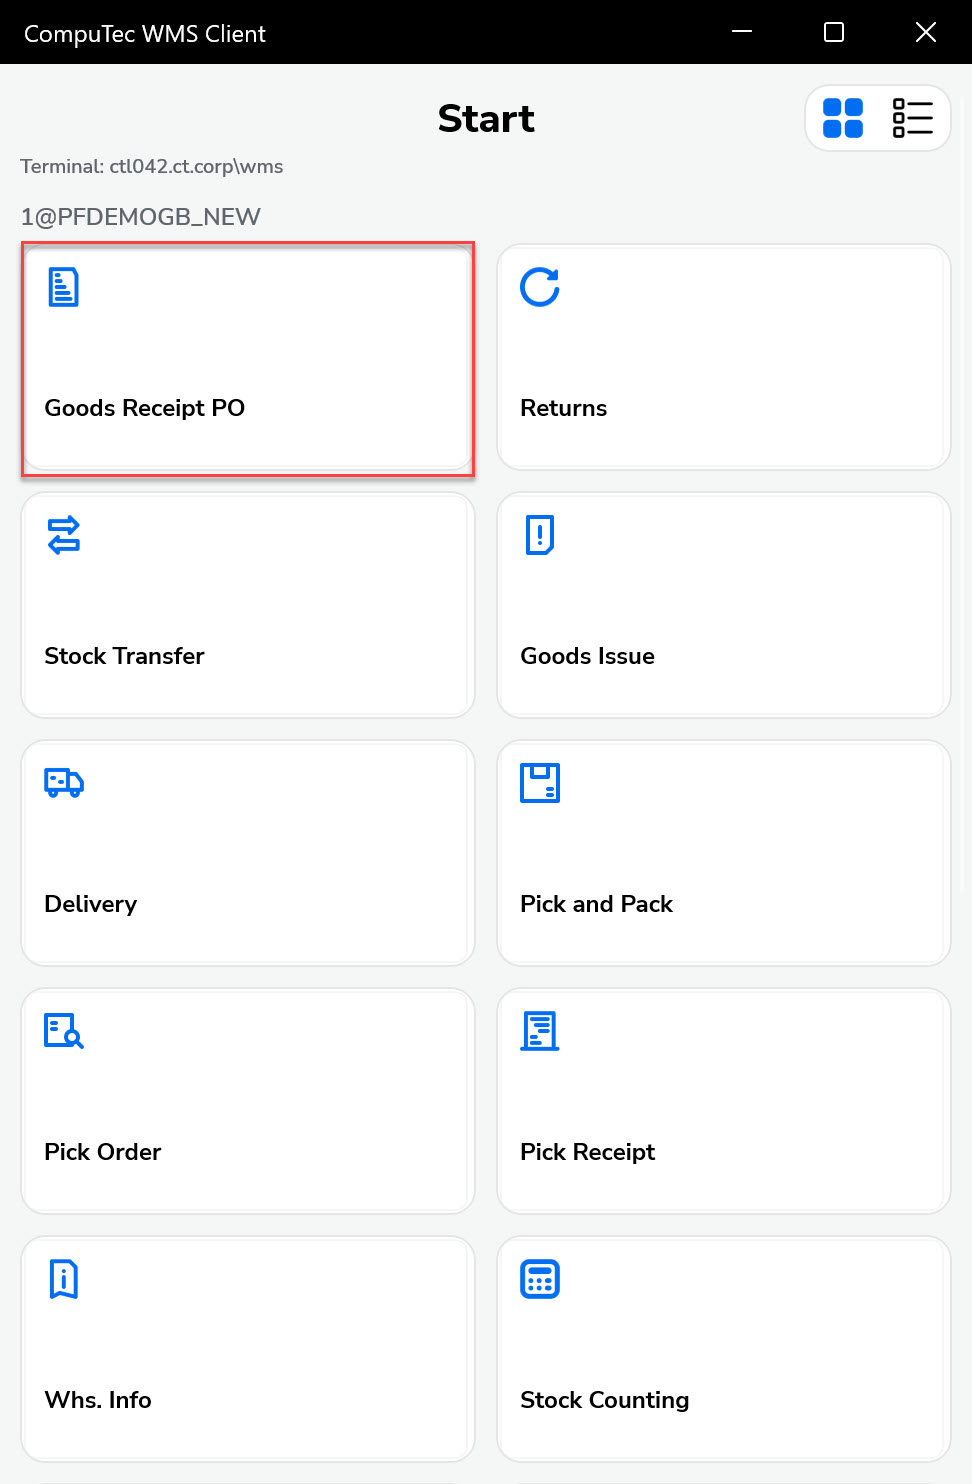 CompuTec WMS Client
Start
Terminal: ctl042.ct.corp\wms
1@PFDEMOGB_NEW
Goods Receipt PO
Returns
Stock Transfer
Goods Issue
Delivery
Pick and Pack
Pick Order
Pick Receipt
Whs. Info
Stock Counting